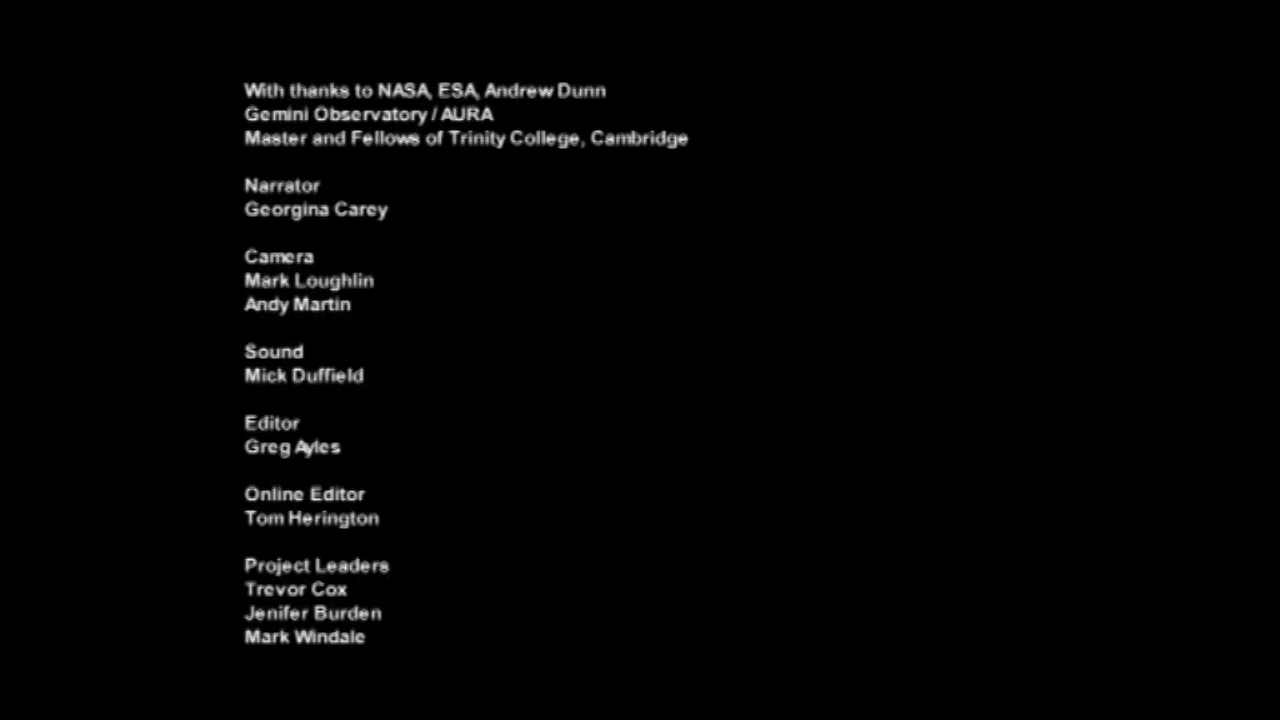 With thanks to NASA, ESA, Andrew Dunn
Gemini Observatory / AURA
Master and Fellows of Trinity College, Cambridge
Narrator
Georgina Carey
Camera
Mark Loughlin
Andy Martin
Sound
Mick Duffield
Editor
Greg Ayles
Online Editor
Tom Herington
Project Leaders
Trevor Cox
Jenifer Burden
Mark Windale